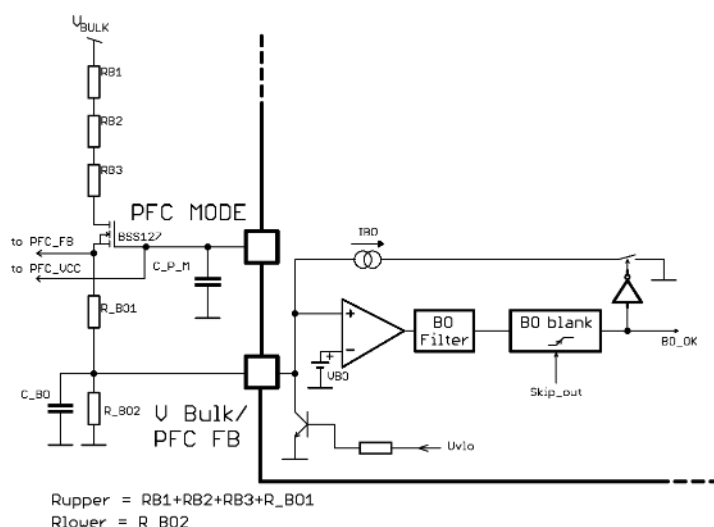 VBULK
RB1
RB2
RB3
PFC MODE
to PFC_FB
BSS127
to PFC_VCC
C_P_M
IBO
R_BO1
+
-
BO
Filter
BO blank
BO_OK
+
VBO
C_BO
R_BO2
V Bulk/
PFC FB
Skip_out
Uvlo
Rupper = RB1+RB2+RB3+R_BO1
Rlower = R_BO2